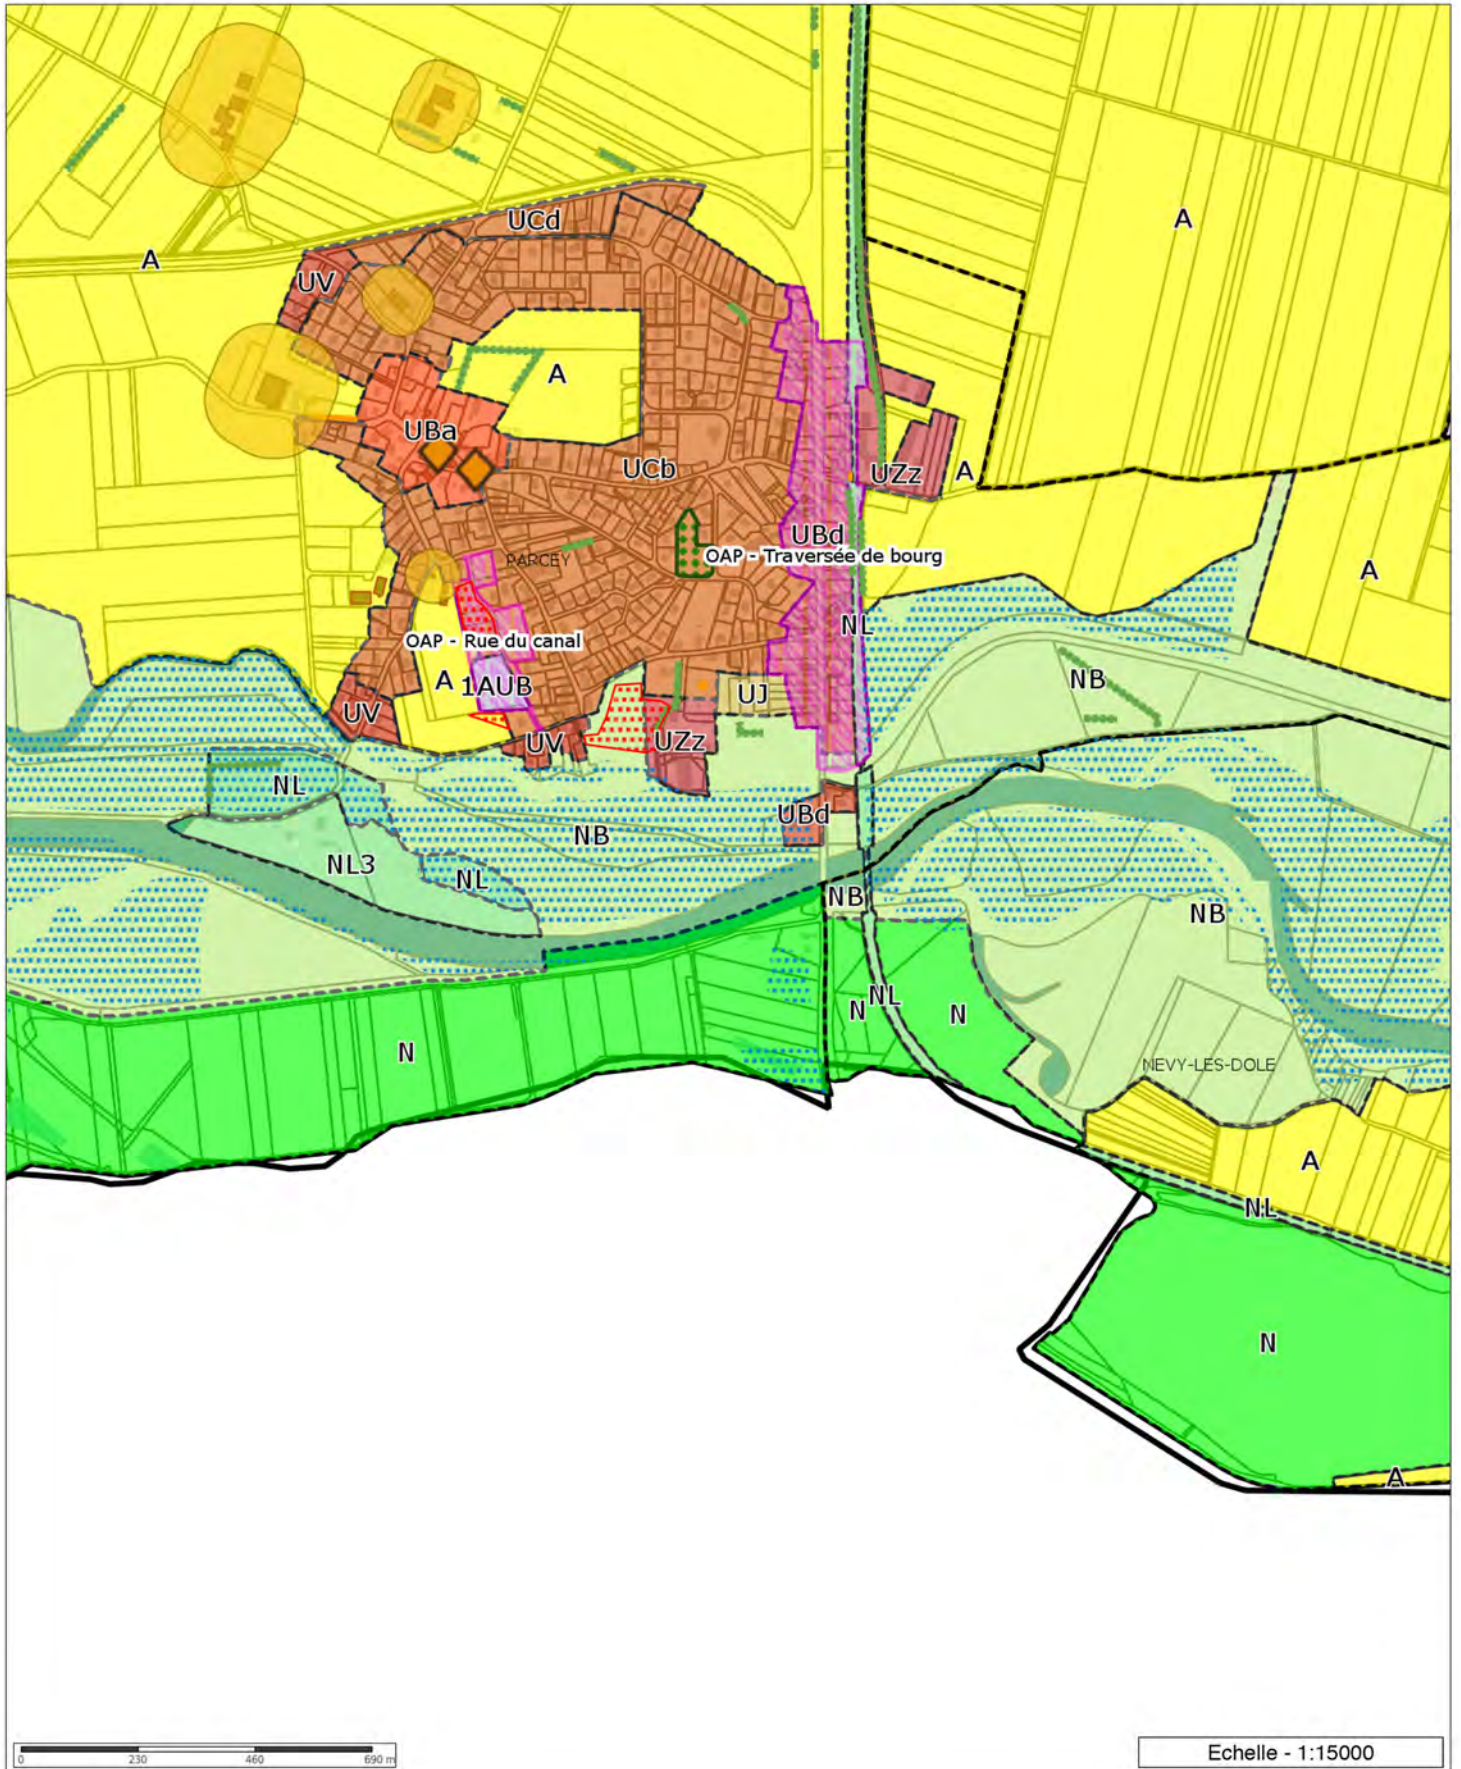 A
UCd
A
UV
A
UBa
UCb
UZz
A
UBd
PARCEY
OAP - Traversée de bourg
A
NL
OAP - Rue du canal
A
1AUB
UJ
NB
UV
UV
UZz
NL
UBd
NB
NL3
NL
NB
NB
N
NL
N
N
NEVY-LES-DOLE
A
NL
N
A
0 230 460 690 m
Echelle - 1:15000